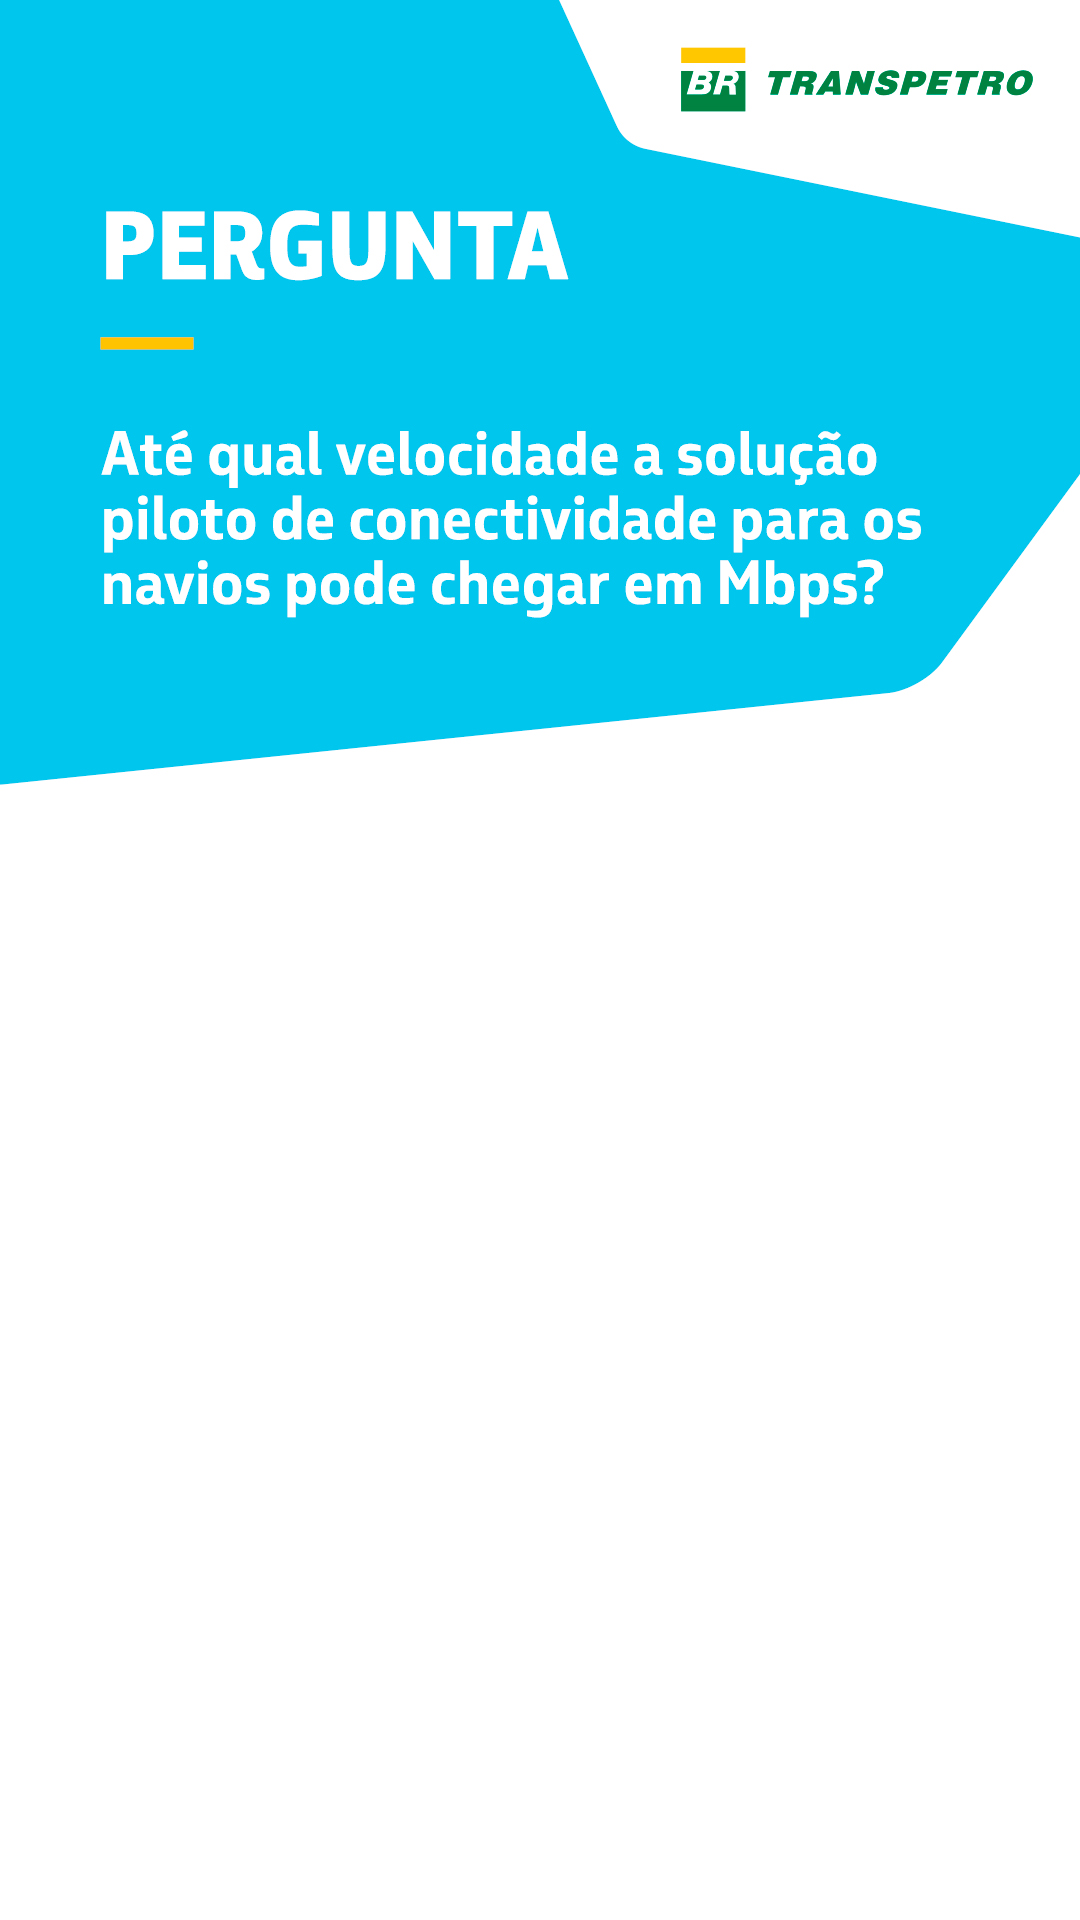 BR TRANSPETRO
PERGUNTA
Até qual velocidade a solução
piloto de conectividade para os
navios pode chegar em Mbps?